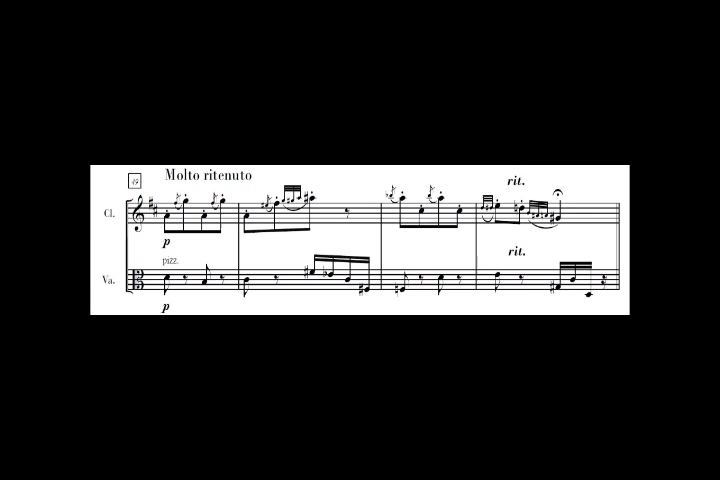 49
Molto ritenuto
rit.
Cl.
p
pizz.
rit.
Va.
p